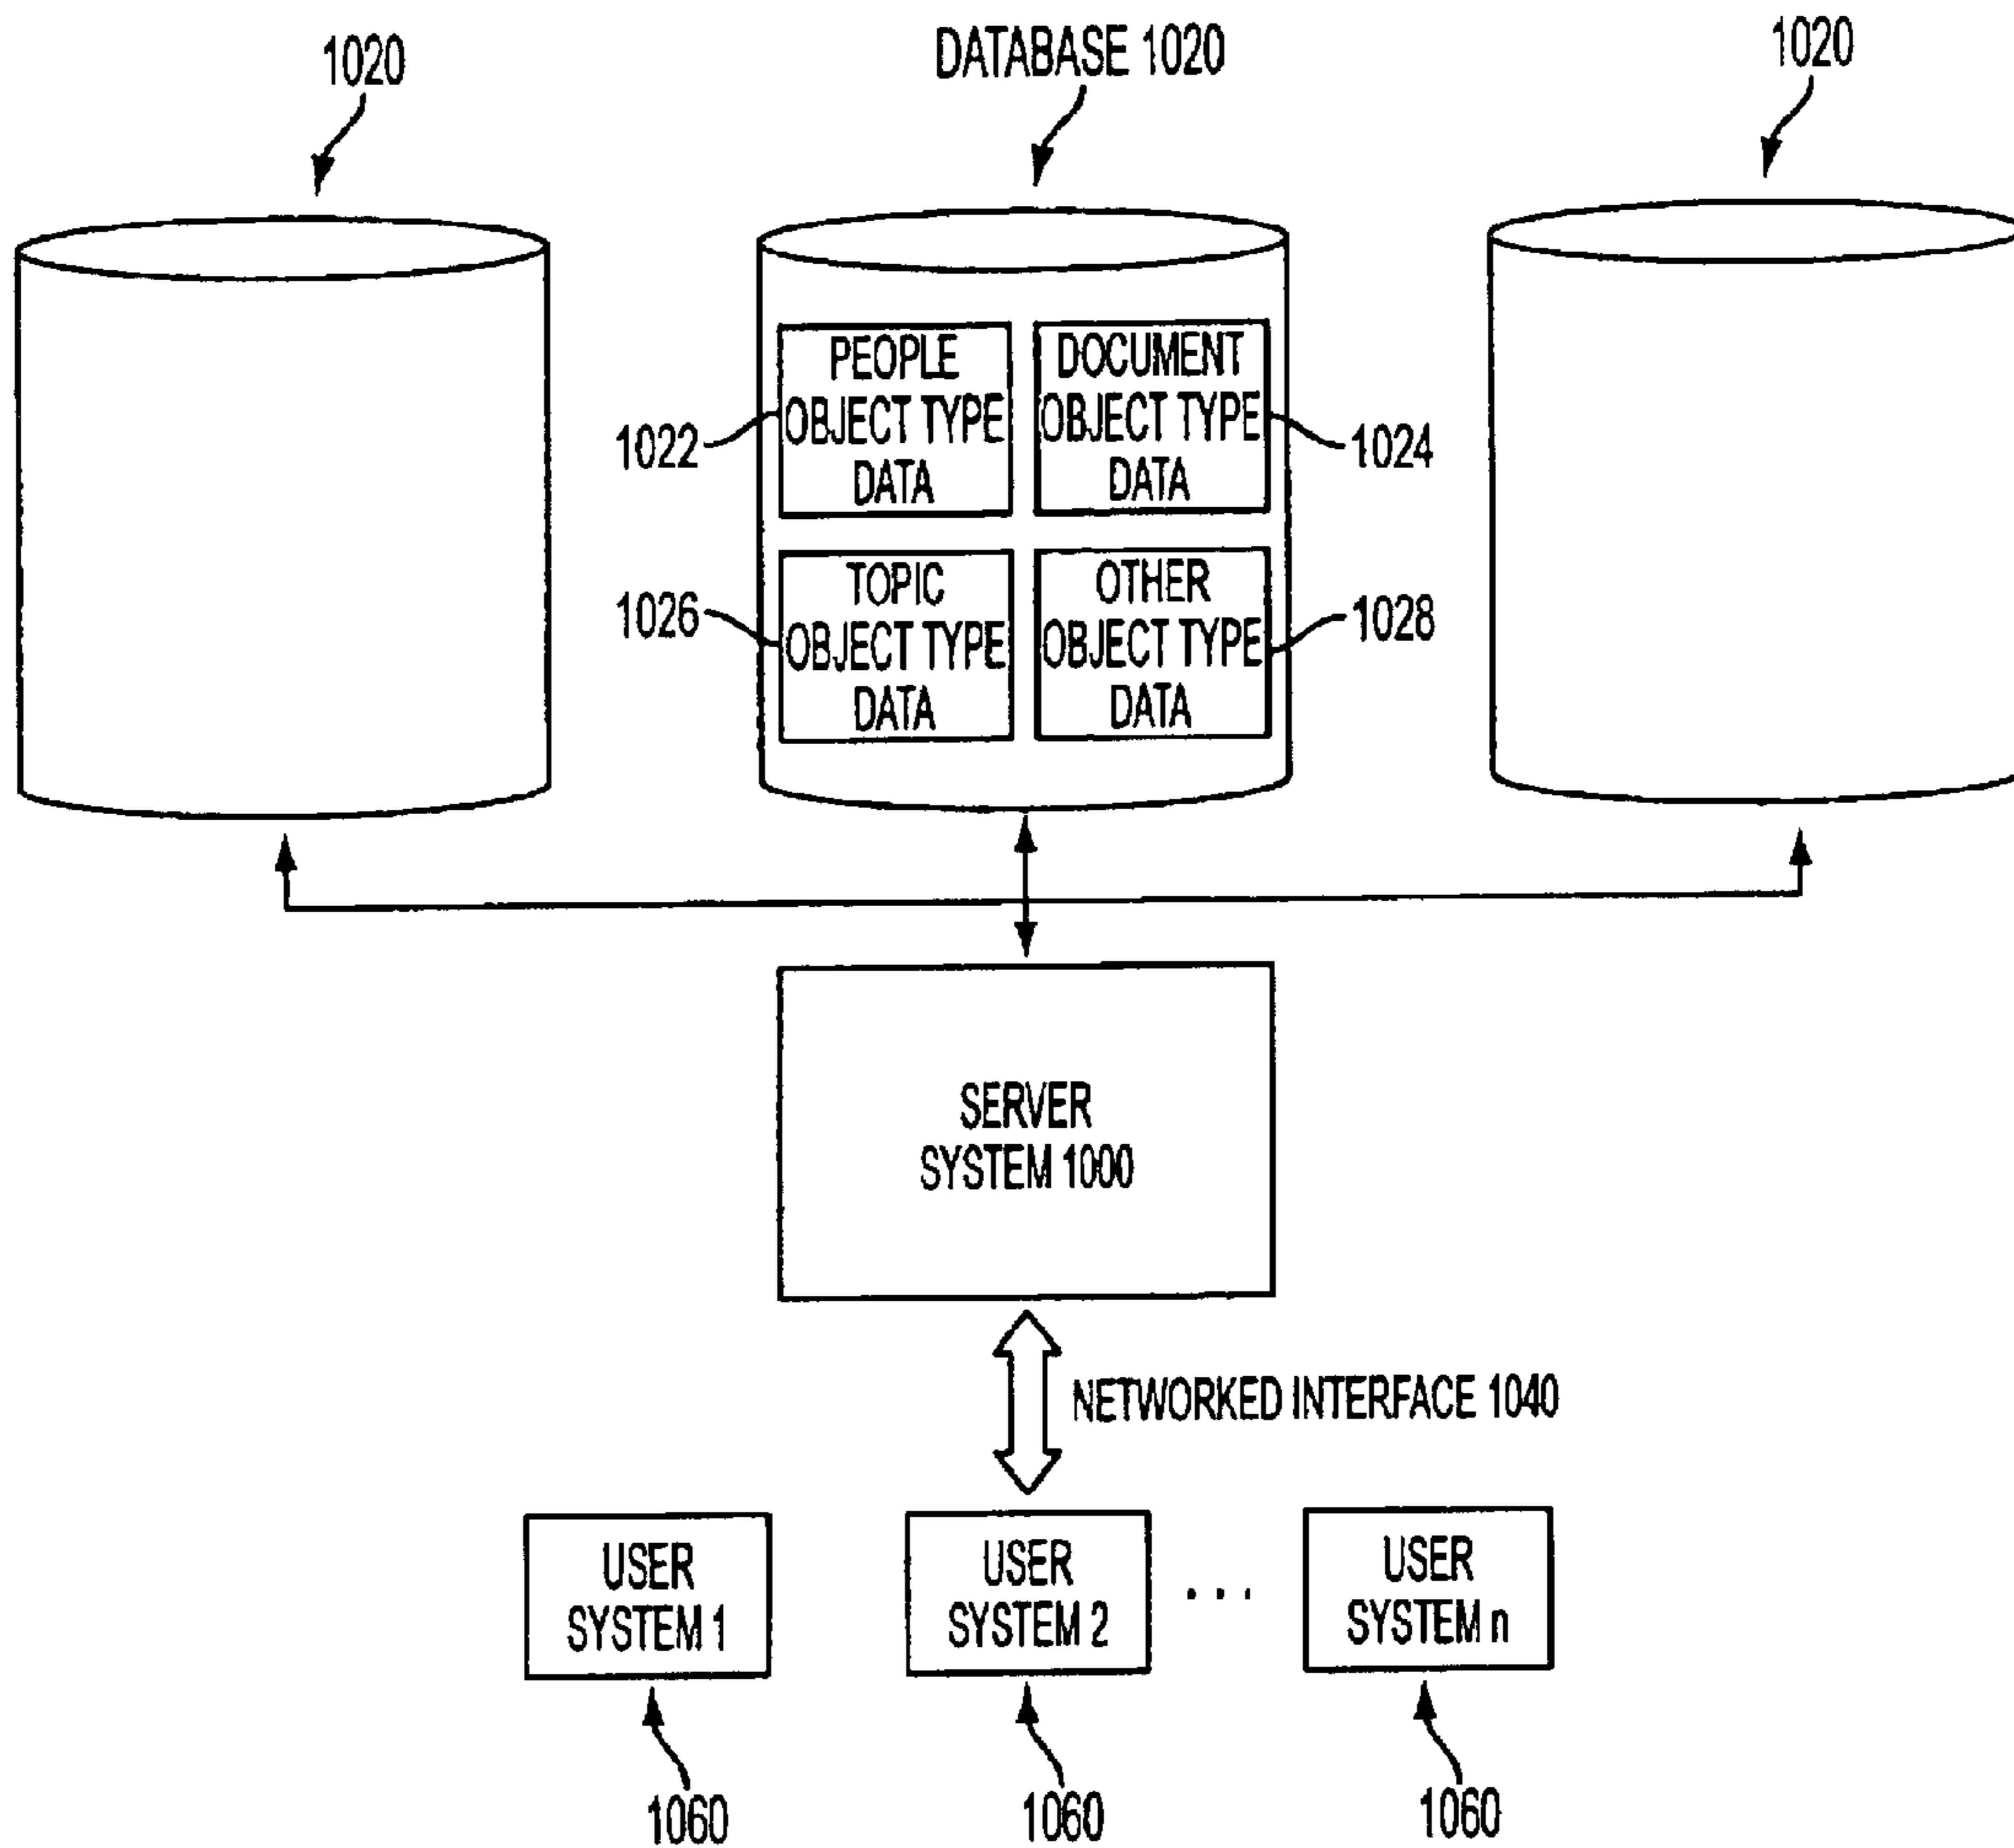 1020
DATABASE 1020
1020
PEOPLE
OBJECT TYPE
DATA
DOCUMENT
OBJECT TYPE
DATA
1022
1024
TOPIC
OBJECT TYPE
DATA
OTHER
OBJECT TYPE
DATA
1026
1028
SERVER
SYSTEM 1000
NETWORKED INTERFACE 1040
USER
SYSTEM 1
USER
SYSTEM 2
...
USER
SYSTEM n
1060
1060
1060